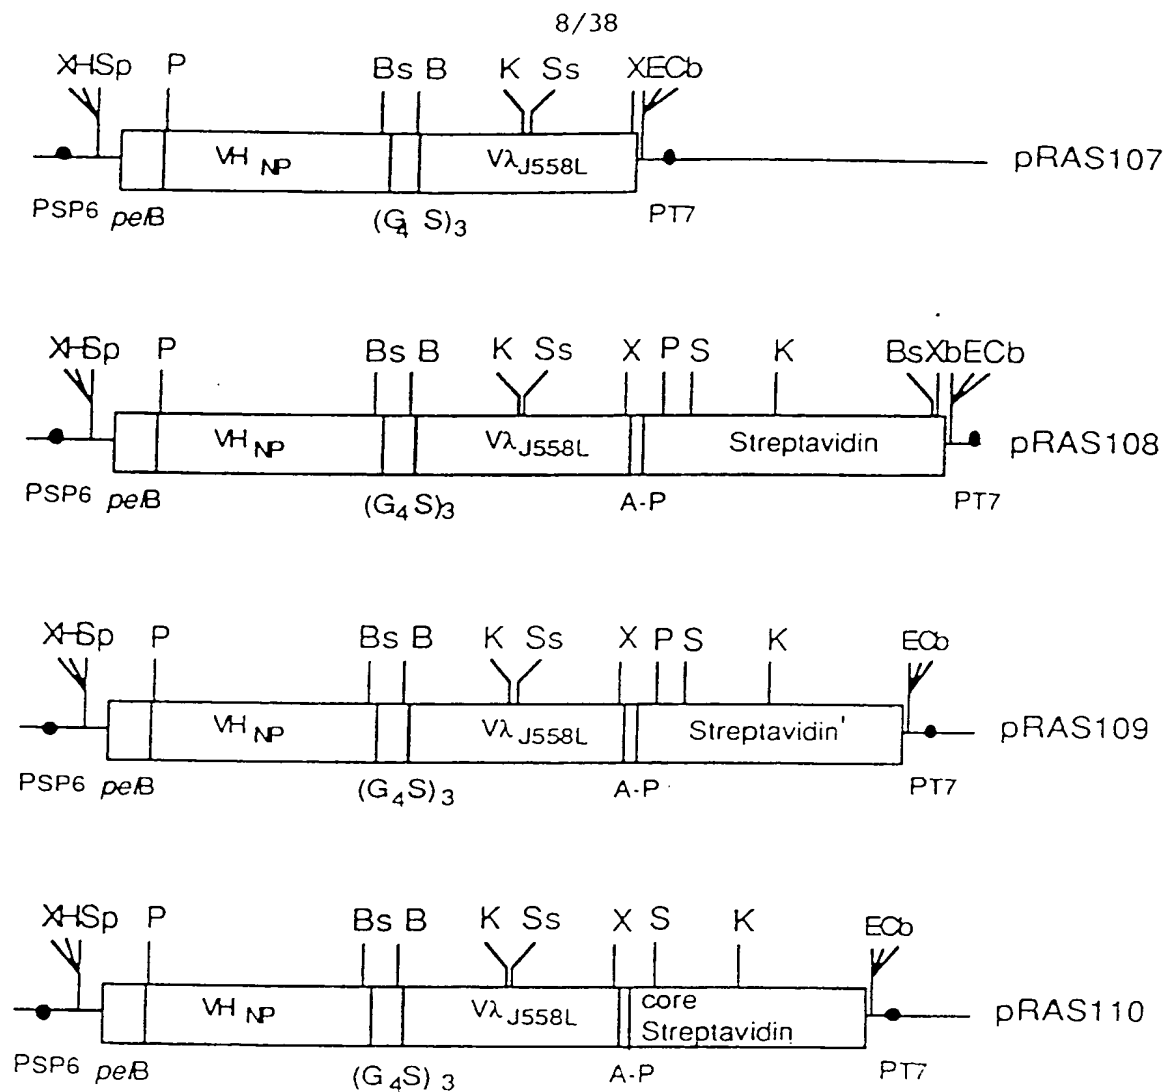 8/38
XHSp P Bs B K Ss XECb
VH NP Vλ J558L pRAS107
PSP6 pelB (G4 S)3 PT7
XHSp P Bs B K Ss X P S K BsXbECb
VH NP Vλ J558L Streptavidin pRAS108
PSP6 pelB (G4S)3 A-P PT7
XHSp P Bs B K Ss X P S K ECb
VH NP Vλ J558L Streptavidin' pRAS109
PSP6 pelB (G4S)3 A-P PT7
XHSp P Bs B K Ss X S K ECb
VH NP Vλ J558L core Streptavidin pRAS110
PSP6 pelB (G4S)3 A-P PT7